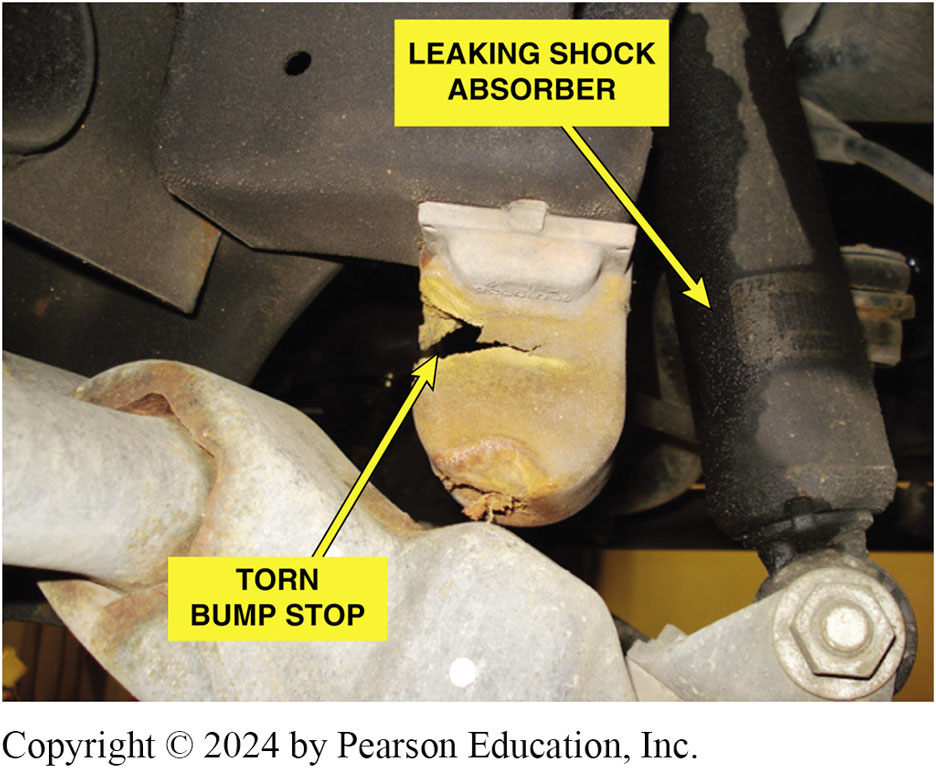 LEAKING SHOCK
ABSORBER
TORN
BUMP STOP
Copyright © 2024 by Pearson Education, Inc.